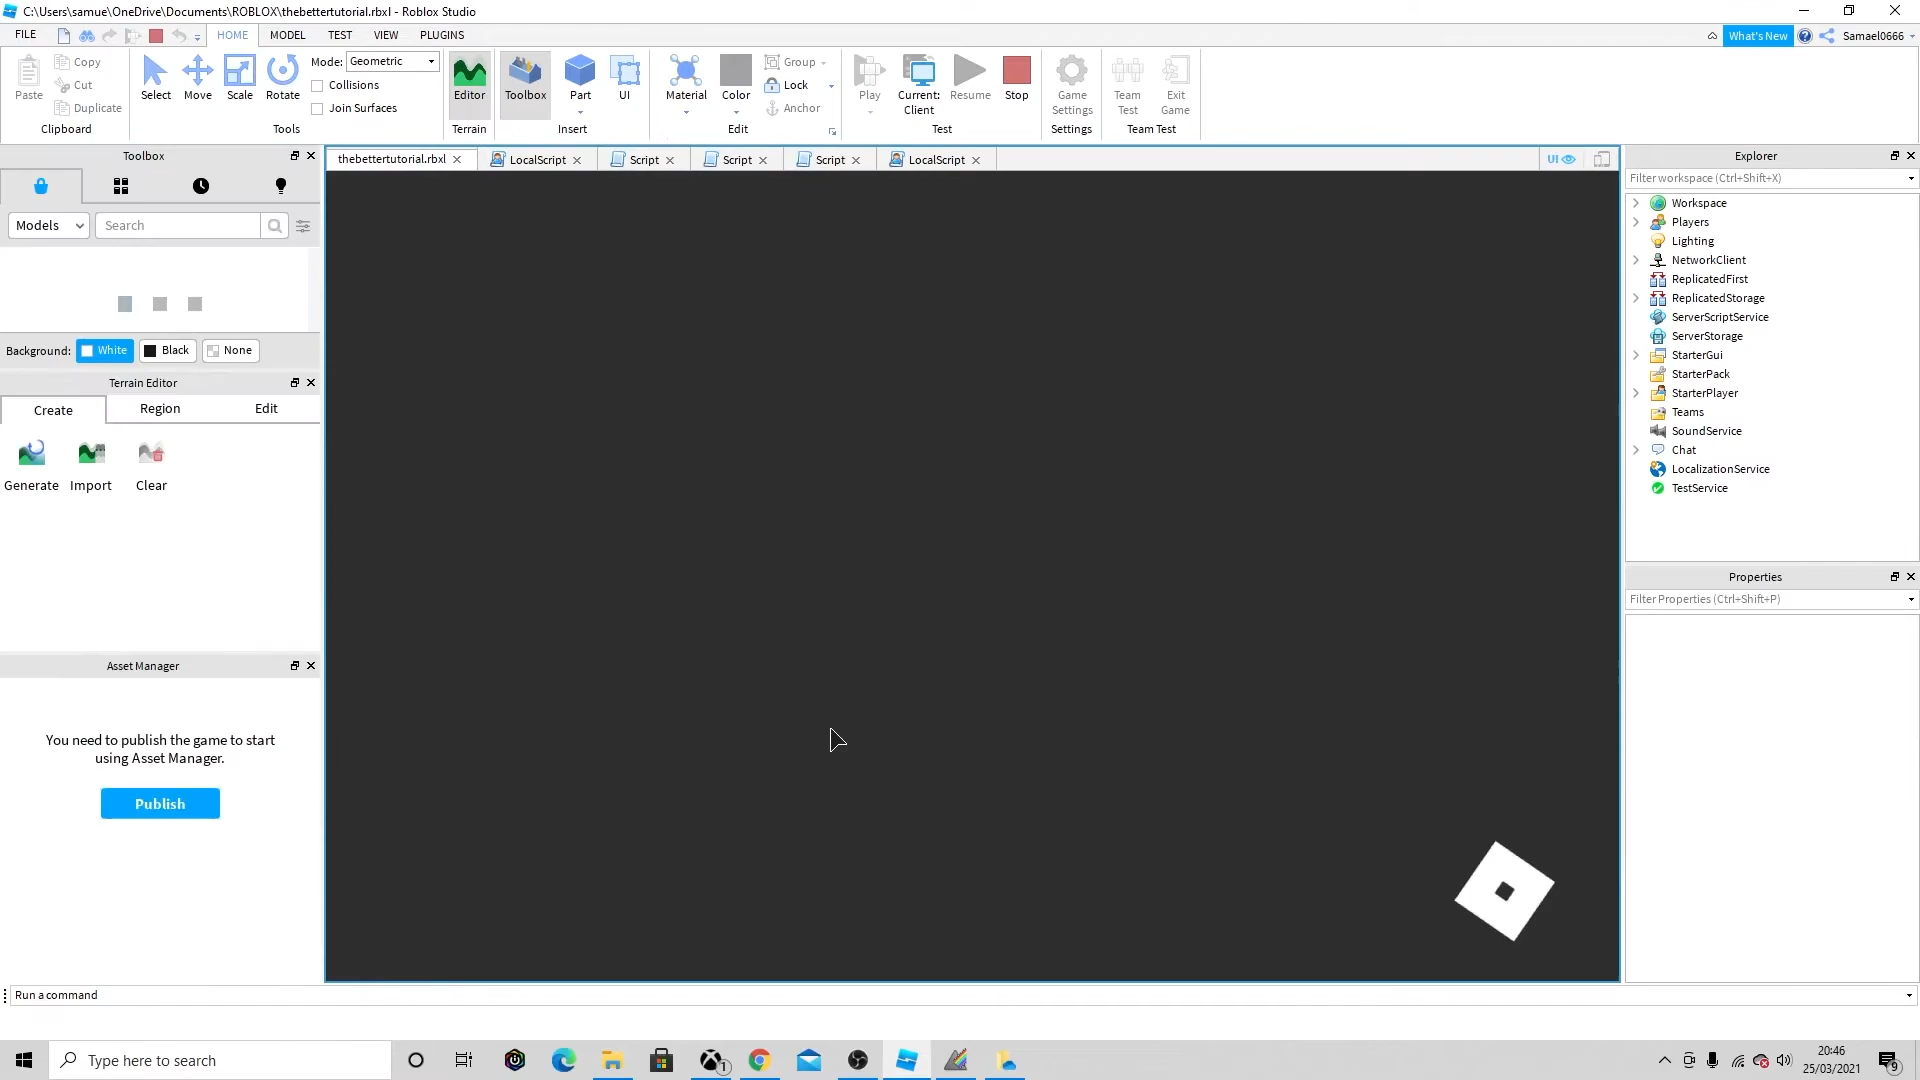 C:\Users\samue\OneDrive\Documents\ROBLOX\thebettertutorial.rbxl - Roblox Studio
FILE HOME MODEL TEST VIEW PLUGINS What's New Samael0666
Paste Copy Cut Duplicate Clipboard
Select Move Scale Rotate Mode: Geometric Collisions Join Surfaces Tools
Editor Terrain
Toolbox Part UI Insert
Material Color Group Lock Anchor Edit
Play Current: Client Resume Stop Test
Game Settings Settings
Team Test Exit Game Team Test
Toolbox
Models Search
Background: White Black None
Terrain Editor
Create Region Edit
Generate Import Clear
Asset Manager
You need to publish the game to start
using Asset Manager.
Publish
thebettertutorial.rbxl LocalScript Script Script Script LocalScript UI
Explorer
Filter workspace (Ctrl+Shift+X)
Workspace
Players
Lighting
NetworkClient
ReplicatedFirst
ReplicatedStorage
ServerScriptService
ServerStorage
StarterGui
StarterPack
StarterPlayer
Teams
SoundService
Chat
LocalizationService
TestService
Properties
Filter Properties (Ctrl+Shift+P)
Run a command
Type here to search
1
20:46
25/03/2021
9